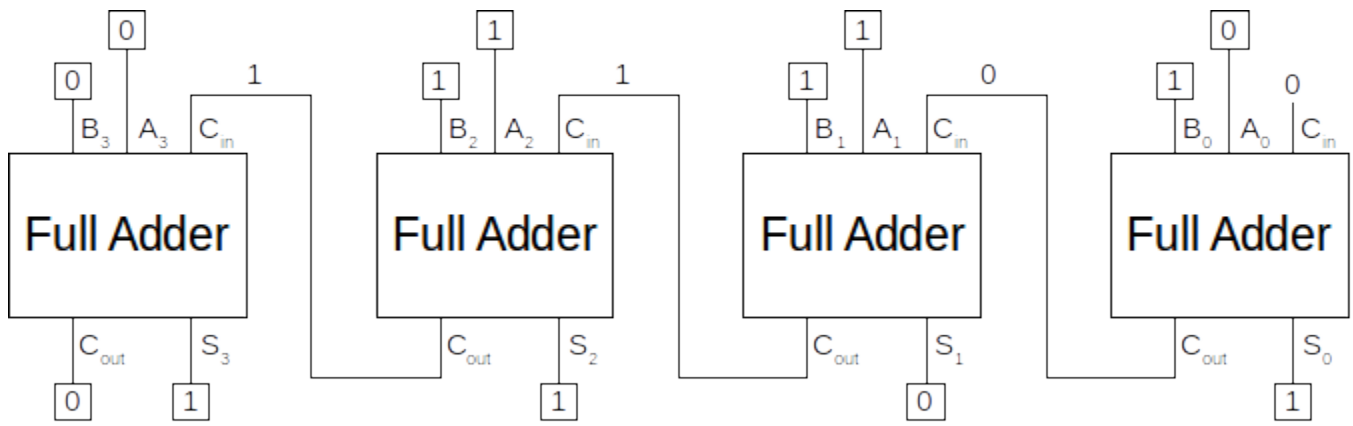 0 1 1 0
0 1 1 1 1 0 1 0
B3 A3 Cin B2 A2 Cin B1 A1 Cin B0 A0 Cin
Full Adder Full Adder Full Adder Full Adder
Cout S3 Cout S2 Cout S1 Cout S0
0 1 1 0 1